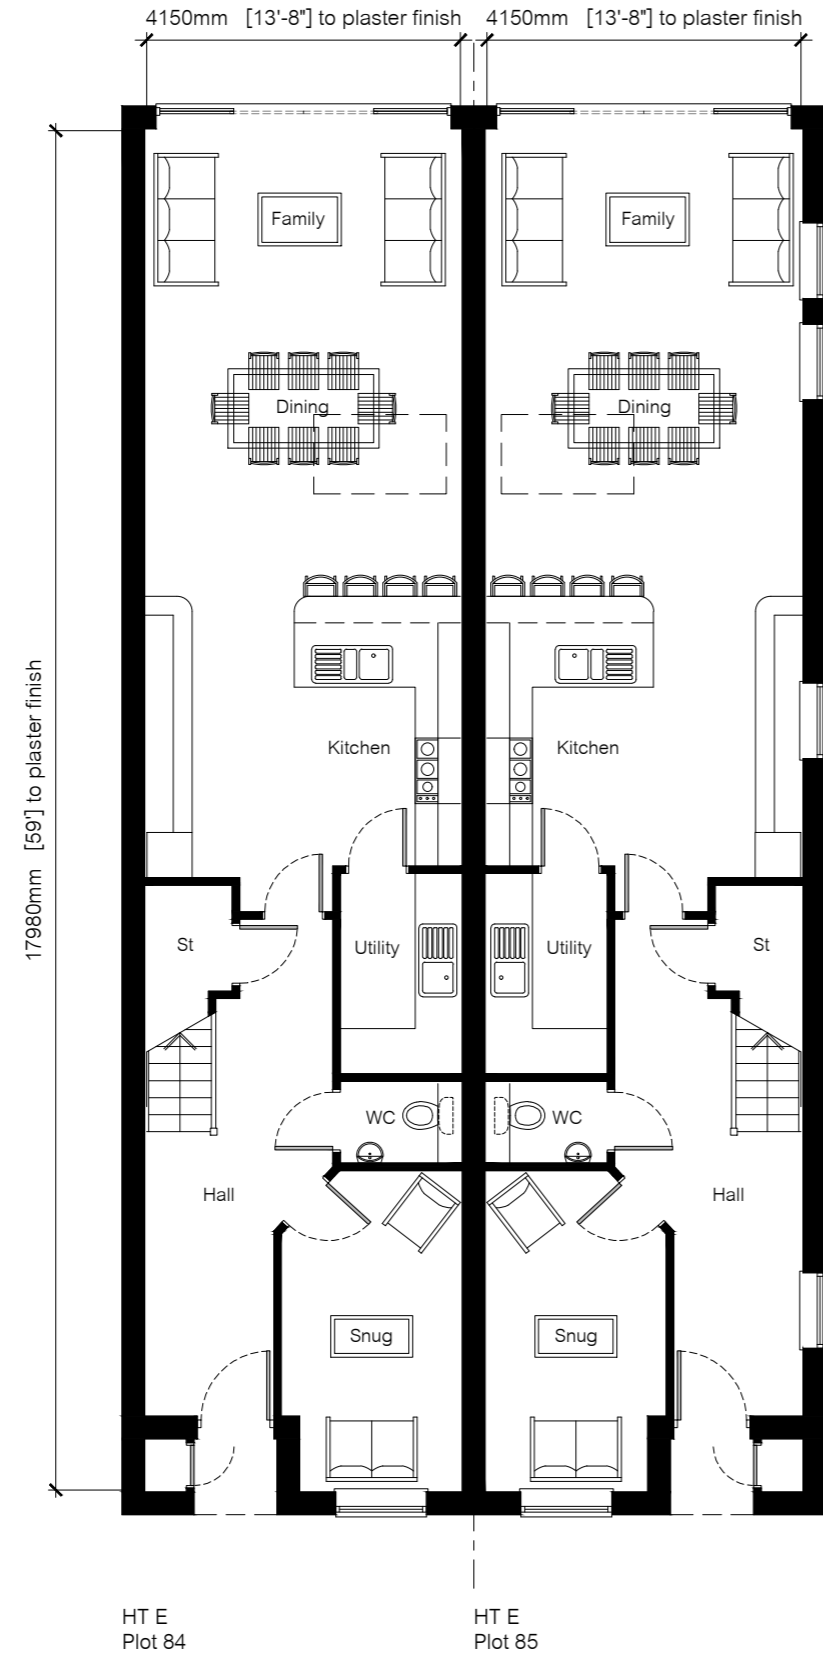 4150mm [13'-8"] to plaster finish
4150mm [13'-8"] to plaster finish
17980mm [59'] to plaster finish
Family
Family
Dining
Dining
Kitchen
Kitchen
St
Utility
Utility
St
WC
WC
Hall
Hall
Snug
Snug
HT E
Plot 84
HT E
Plot 85